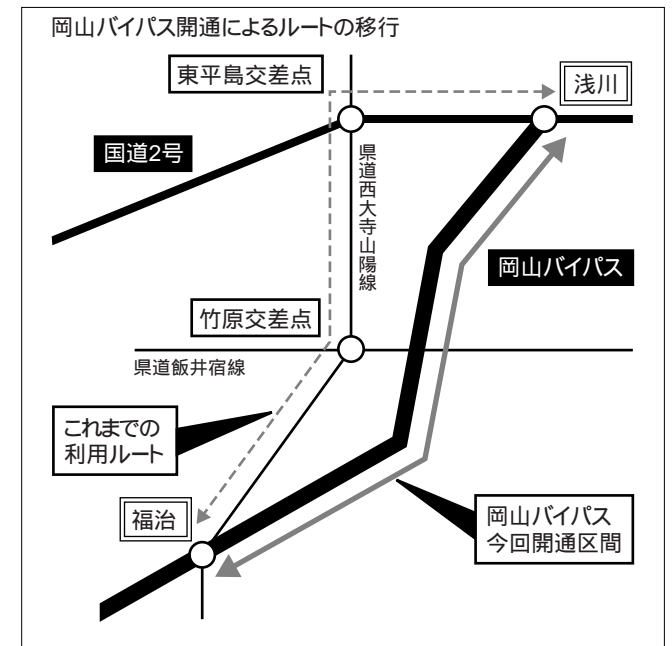 岡山バイパス開通によるルートの移行
東平島交差点
浅川
国道2号
県道西大寺山陽線
岡山バイパス
竹原交差点
県道飯井宿線
これまでの
利用ルート
福治
岡山バイパス
今回開通区間